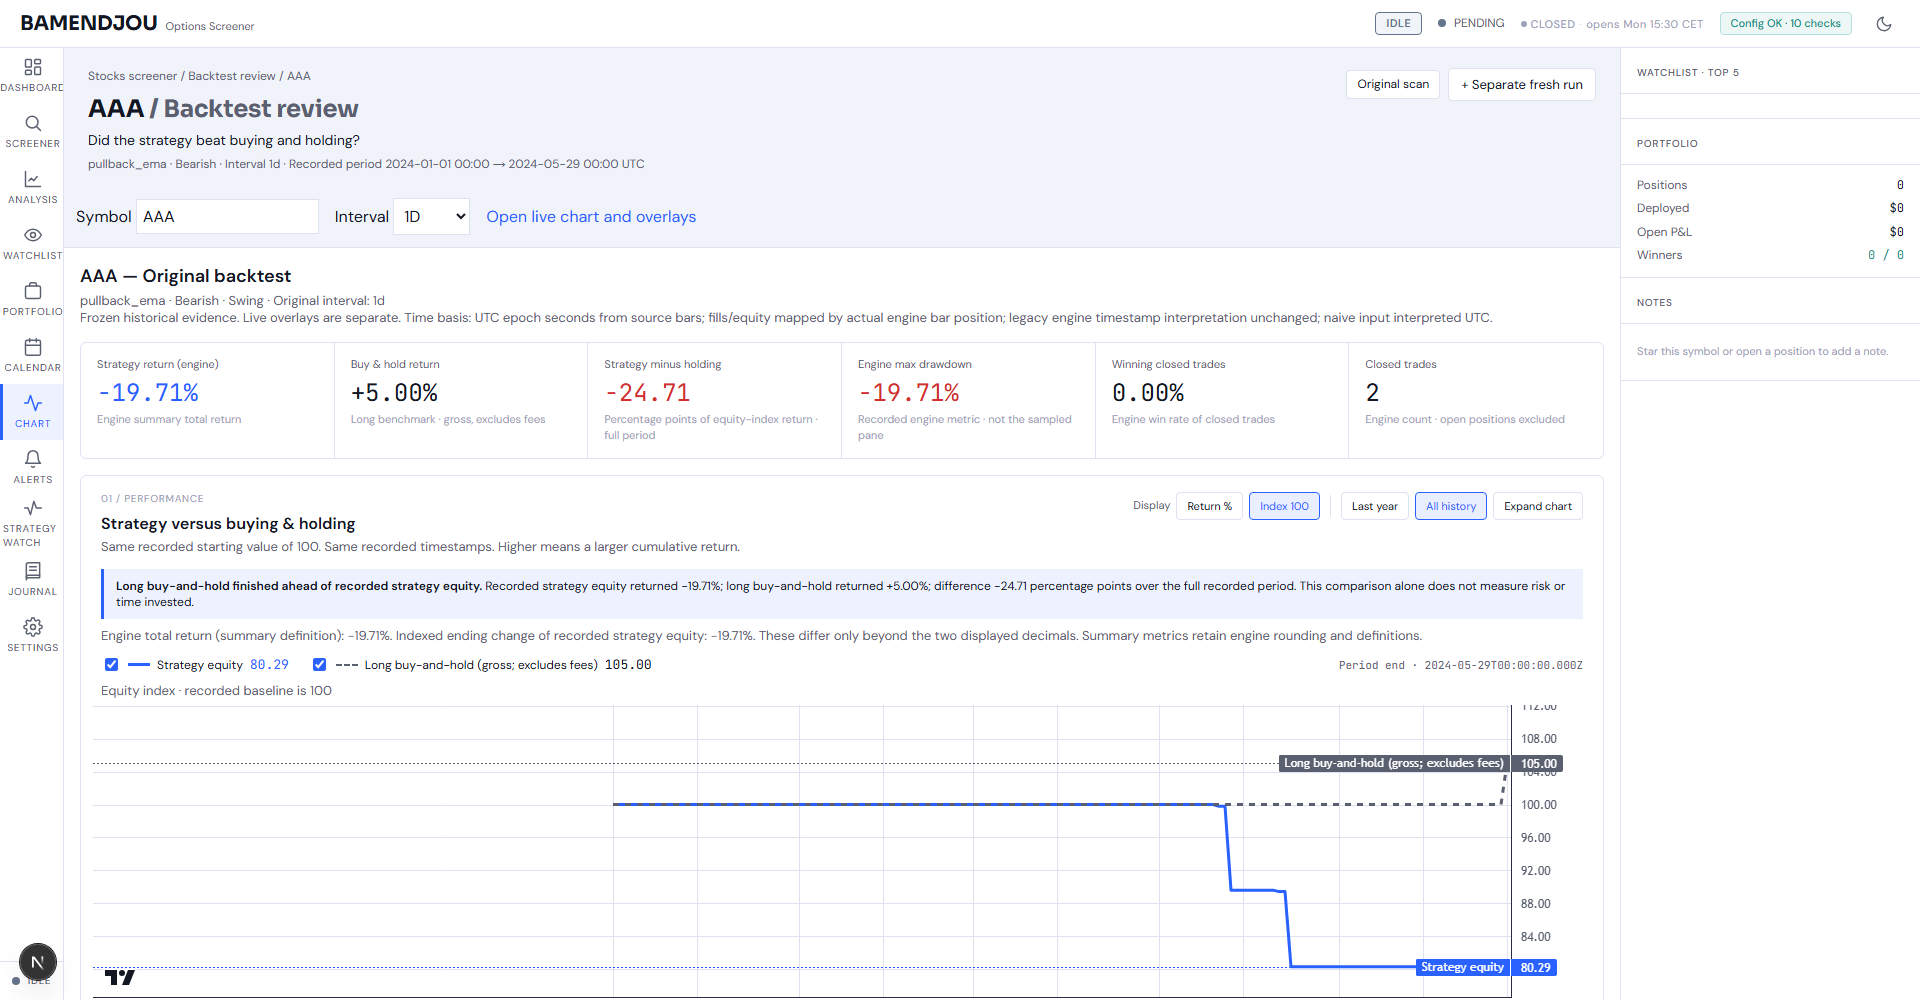 BAMENDJOU Options Screener
IDLE
PENDING
CLOSED · opens Mon 15:30 CET
Config OK · 10 checks
DASHBOARD
SCREENER
ANALYSIS
WATCHLIST
PORTFOLIO
CALENDAR
CHART
ALERTS
STRATEGY
WATCH
JOURNAL
SETTINGS
N
IDLE
Stocks screener / Backtest review / AAA
AAA / Backtest review
Did the strategy beat buying and holding?
pullback_ema · Bearish · Interval 1d · Recorded period 2024-01-01 00:00 → 2024-05-29 00:00 UTC
Original scan
+ Separate fresh run
Symbol AAA
Interval 1D
Open live chart and overlays
AAA — Original backtest
pullback_ema · Bearish · Swing · Original interval: 1d
Frozen historical evidence. Live overlays are separate. Time basis: UTC epoch seconds from source bars; fills/equity mapped by actual engine bar position; legacy engine timestamp interpretation unchanged; naive input interpreted UTC.
Strategy return (engine)
-19.71%
Engine summary total return
Buy & hold return
+5.00%
Long benchmark · gross, excludes fees
Strategy minus holding
-24.71
Percentage points of equity-index return ·
full period
Engine max drawdown
-19.71%
Recorded engine metric · not the sampled
pane
Winning closed trades
0.00%
Engine win rate of closed trades
Closed trades
2
Engine count · open positions excluded
01 / PERFORMANCE
Strategy versus buying & holding
Same recorded starting value of 100. Same recorded timestamps. Higher means a larger cumulative return.
Display
Return %
Index 100
Last year
All history
Expand chart
Long buy-and-hold finished ahead of recorded strategy equity. Recorded strategy equity returned -19.71%; long buy-and-hold returned +5.00%; difference -24.71 percentage points over the full recorded period. This comparison alone does not measure risk or
time invested.
Engine total return (summary definition): -19.71%. Indexed ending change of recorded strategy equity: -19.71%. These differ only beyond the two displayed decimals. Summary metrics retain engine rounding and definitions.
Strategy equity 80.29
Long buy-and-hold (gross; excludes fees) 105.00
Period end · 2024-05-29T00:00:00.000Z
Equity index · recorded baseline is 100
112.00
108.00
Long buy-and-hold (gross; excludes fees) 105.00
104.00
100.00
96.00
92.00
88.00
84.00
Strategy equity 80.29
WATCHLIST · TOP 5
PORTFOLIO
Positions 0
Deployed $0
Open P&L $0
Winners 0 / 0
NOTES
Star this symbol or open a position to add a note.